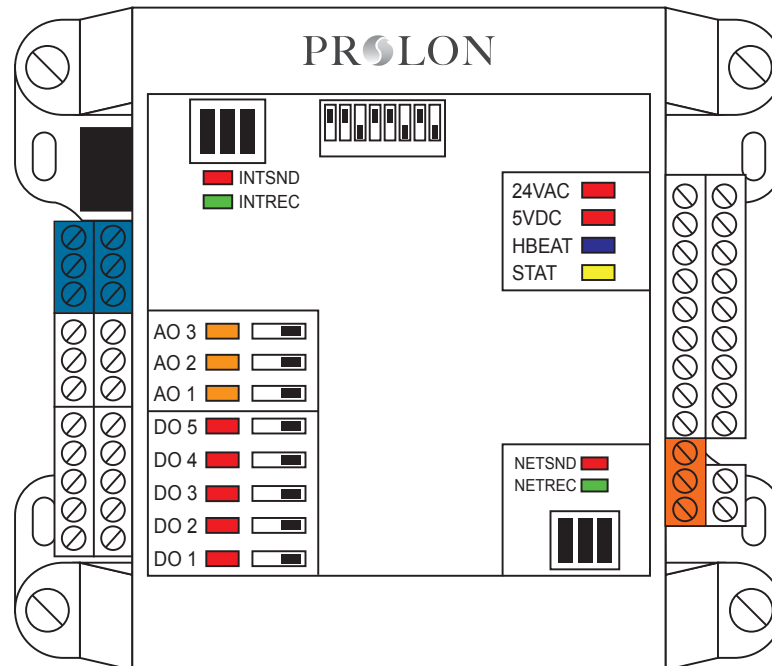 PROLON
INTSND
INTREC
24VAC
5VDC
HBEAT
STAT
AO 3
AO 2
AO 1
DO 5
DO 4
DO 3
DO 2
DO 1
NETSND
NETREC